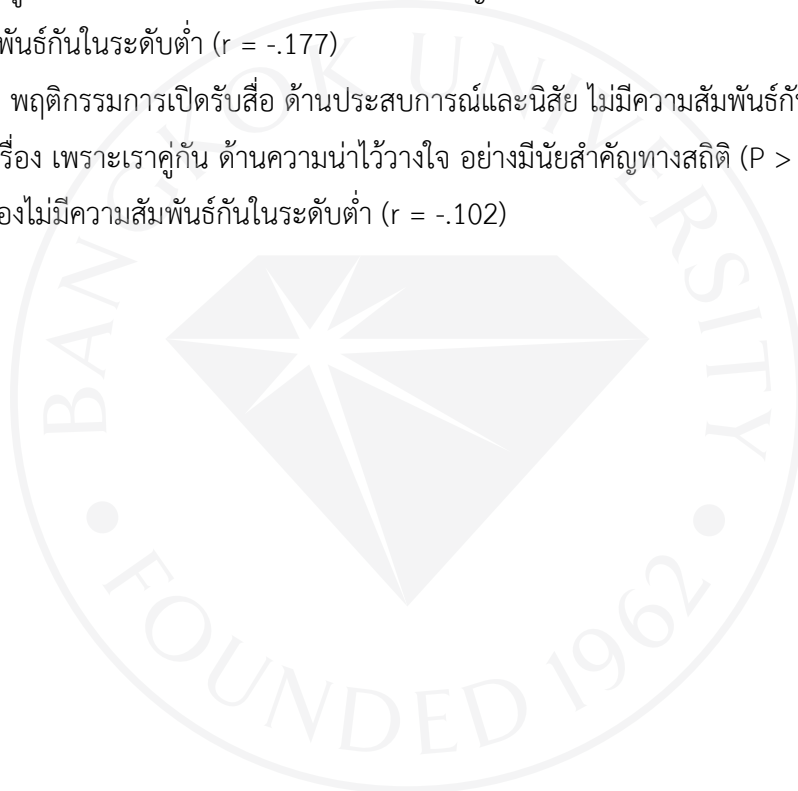 พันธ์กันในระดับต่ำ (r = -.177)
พฤติกรรมการเปิดรับสื่อ ด้านประสบการณ์และนิสัย ไม่มีความสัมพันธ์กั
รื่อง เพราะเราคู่กัน ด้านความน่าไว้วางใจ อย่างมีนัยสำคัญทางสถิติ (P >
องไม่มีความสัมพันธ์กันในระดับต่ำ (r = -.102)
BANGKOK UNIVERSITY
FOUNDED 1962